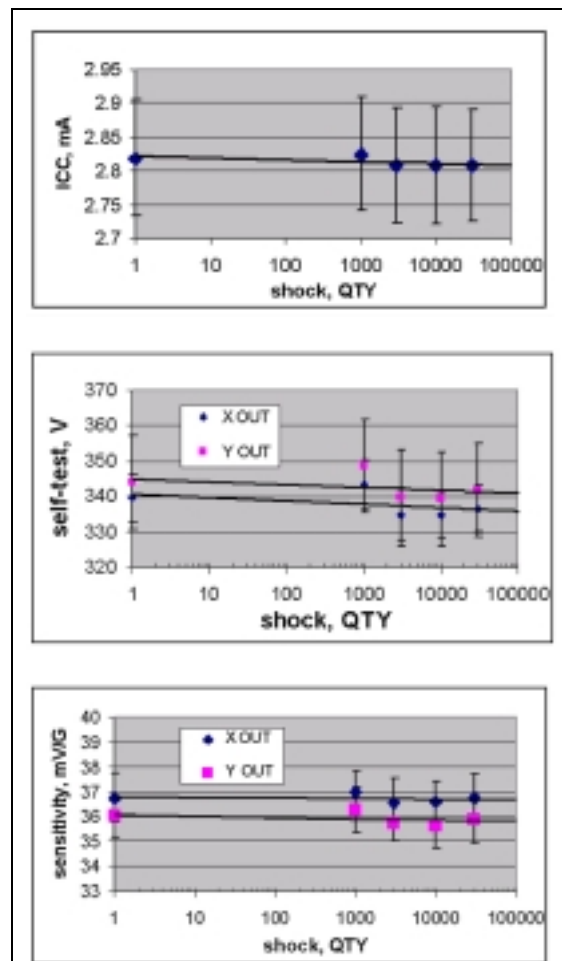 2.95
2.9
2.85
2.8
2.75
2.7
ICC, mA
1 10 100 1000 10000 100000
shock, QTY
370
360
350
340
330
320
self-test, V
X OUT
Y OUT
1 10 100 1000 10000 100000
shock, QTY
40
39
38
37
36
35
34
33
sensitivity, mV/G
X OUT
Y OUT
1 10 100 1000 10000 100000
shock, QTY